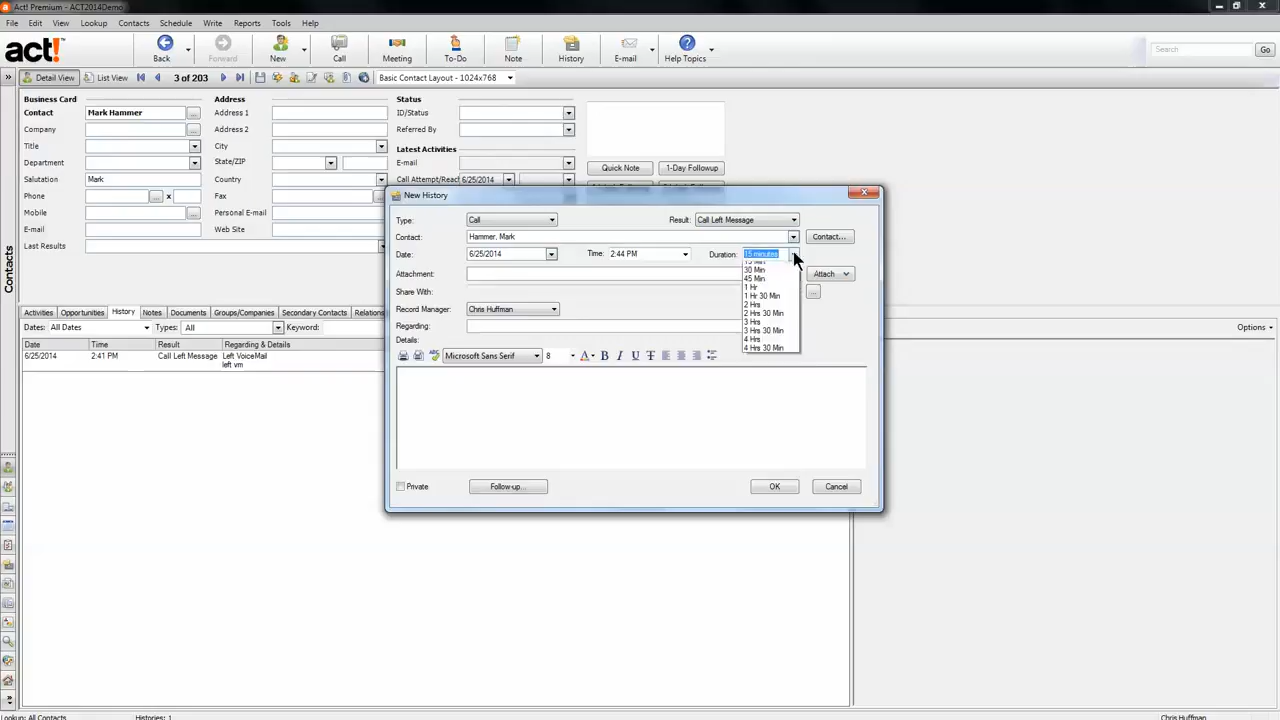 Act! Premium - ACT2014Demo
File Edit View Lookup Contacts Schedule Write Reports Tools Help
act!™ Back Forward New Call Meeting To-Do Note History E-mail Help Topics Search Go
Detail View List View 3 of 203 Basic Contact Layout - 1024x768
Business Card Address Status
Contact Mark Hammer Address 1 ID/Status
Company Address 2 Referred By
Title City Latest Activities
Department State/ZIP E-mail Quick Note 1-Day Followup
Salutation Mark Country Call Attempt/Reach 6/25/2014
Phone x Fax
Mobile Personal E-mail
E-mail Web Site
Last Results
Contacts
New History
Type: Call Result: Call Left Message
Contact: Hammer, Mark Contact...
Date: 6/25/2014 Time: 2:44 PM Duration: 15 minutes
15 Min
30 Min
45 Min
1 Hr
1 Hr 30 Min
2 Hrs
2 Hrs 30 Min
3 Hrs
3 Hrs 30 Min
4 Hrs
4 Hrs 30 Min
Attachment: Attach
Share With: ...
Record Manager: Chris Huffman
Regarding:
Details:
Microsoft Sans Serif 8 A B I U T
Private Follow-up... OK Cancel
Activities Opportunities History Notes Documents Groups/Companies Secondary Contacts
Dates: All Dates Types: All Keyword: Options
Date Time Result Regarding & Details
6/25/2014 2:41 PM Call Left Message Left VoiceMail
left vm
Lookup: All Contacts Histories: 1 Chris Huffman